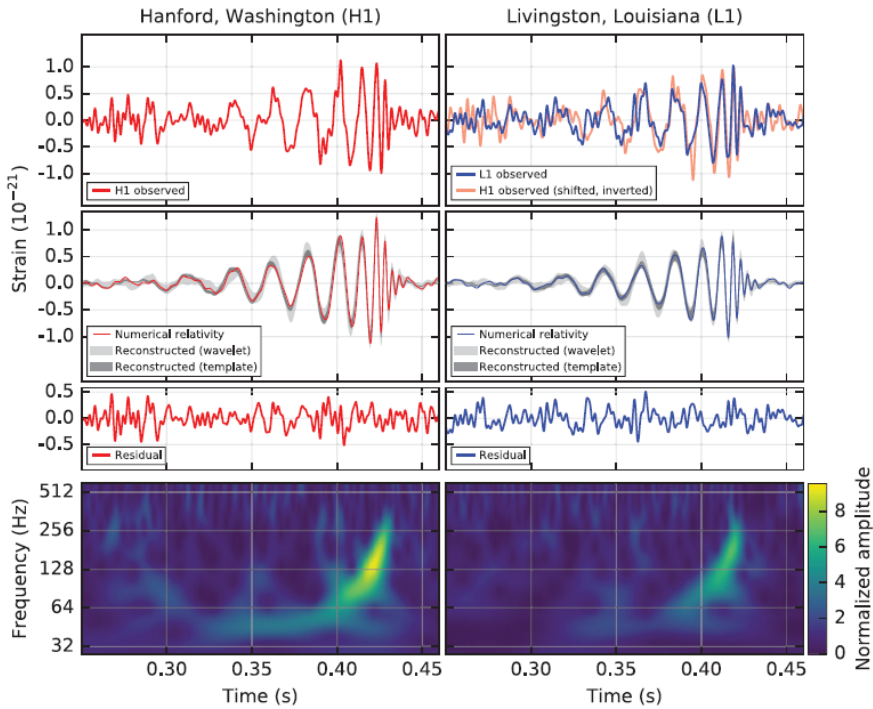 Hanford, Washington (H1)
Livingston, Louisiana (L1)
Strain (10⁻²¹)
1.0
0.5
0.0
-0.5
-1.0
H1 observed
L1 observed
H1 observed (shifted, inverted)
1.0
0.5
0.0
-0.5
-1.0
Numerical relativity
Reconstructed (wavelet)
Reconstructed (template)
Numerical relativity
Reconstructed (wavelet)
Reconstructed (template)
0.5
0.0
-0.5
Residual
Residual
Frequency (Hz)
512
256
128
64
32
Normalized amplitude
8
6
4
2
0
0.30 0.35 0.40 0.45
0.30 0.35 0.40 0.45
Time (s)
Time (s)